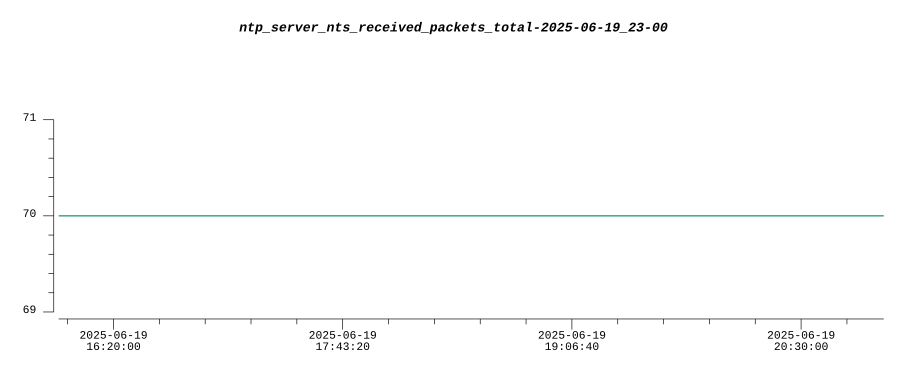 ntp_server_nts_received_packets_total-2025-06-19_23-00
71
70
69
2025-06-19 2025-06-19 2025-06-19 2025-06-19
16:20:00 17:43:20 19:06:40 20:30:00